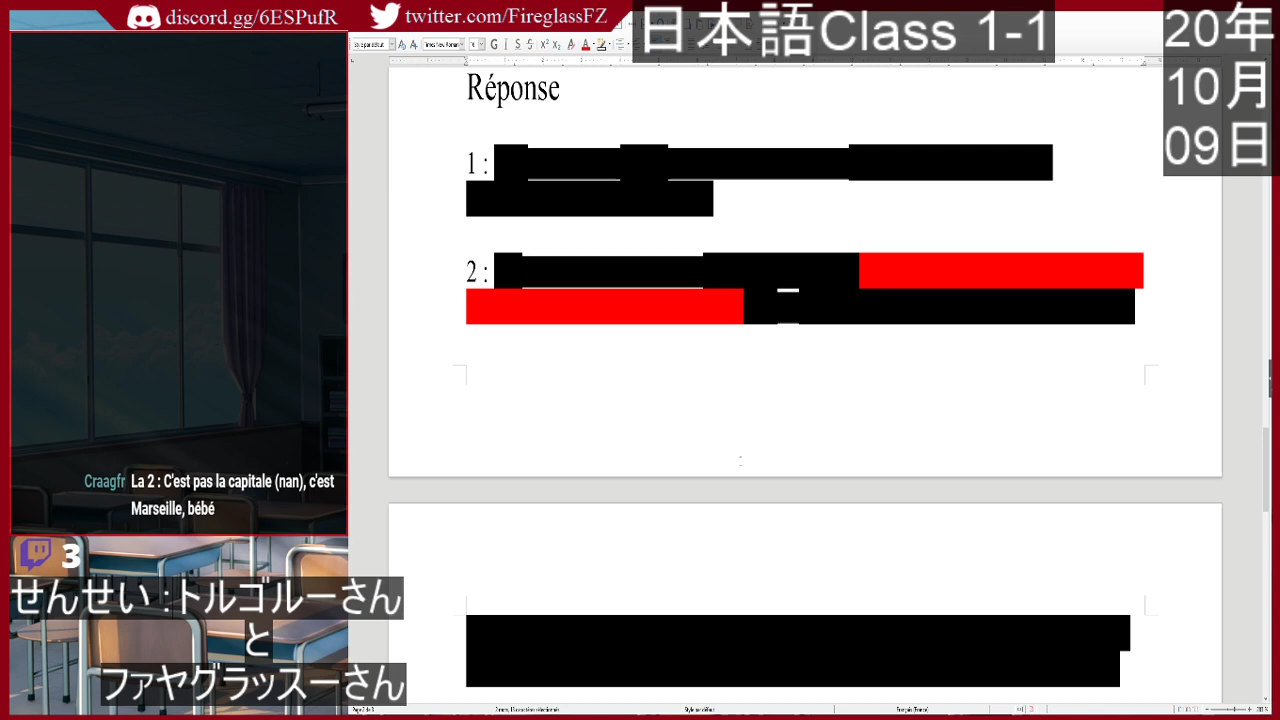 discord.gg/6ESPufR
twitter.com/FireglassFZ
日本語Class 1-1
20年
10月
09日
Réponse
1 :
2 :
Craagfr La 2 : C'est pas la capitale (nan), c'est
Marseille, bébé
3
せんせい :トルゴルーさん
と
ファヤグラッスーさん